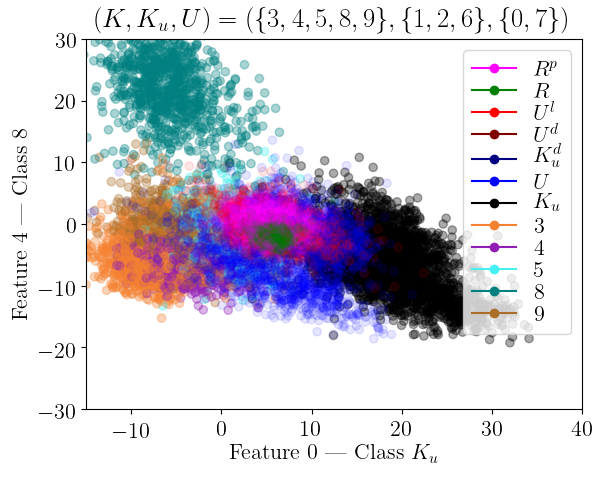 (K, K_u, U) = ({3, 4, 5, 8, 9}, {1, 2, 6}, {0, 7})
Feature 4 — Class 8
30
20
10
0
−10
−20
−30
R^p
R
U^l
U^d
K_u^d
U
K_u
3
4
5
8
9
−10
0
10
20
30
40
Feature 0 — Class K_u